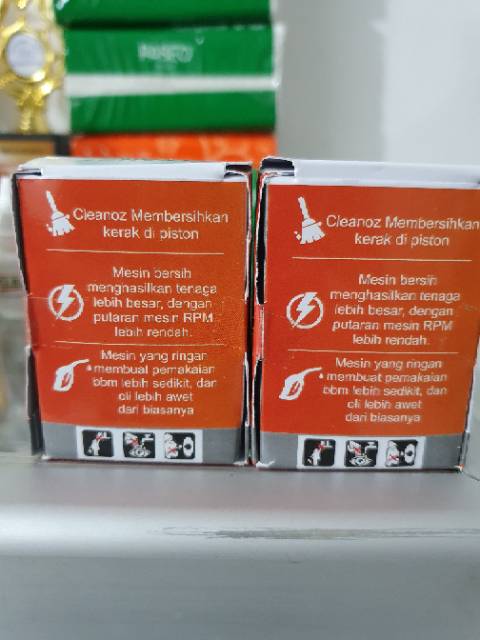 PASEO
Cleanoz Membersihkan
kerak di piston
Mesin bersih
menghasilkan tenaga
lebih besar, dengan
putaran mesin RPM
lebih rendah.
Mesin yang ringan
membuat pemakaian
bbm lebih sedikit, dan
oli lebih awet
dari biasanya
Cleanoz Membersihkan
kerak di piston
Mesin bersih
menghasilkan tenaga
lebih besar, dengan
putaran mesin RPM
lebih rendah.
Mesin yang ringan
membuat pemakaian
bbm lebih sedikit, dan
oli lebih awet
dari biasanya